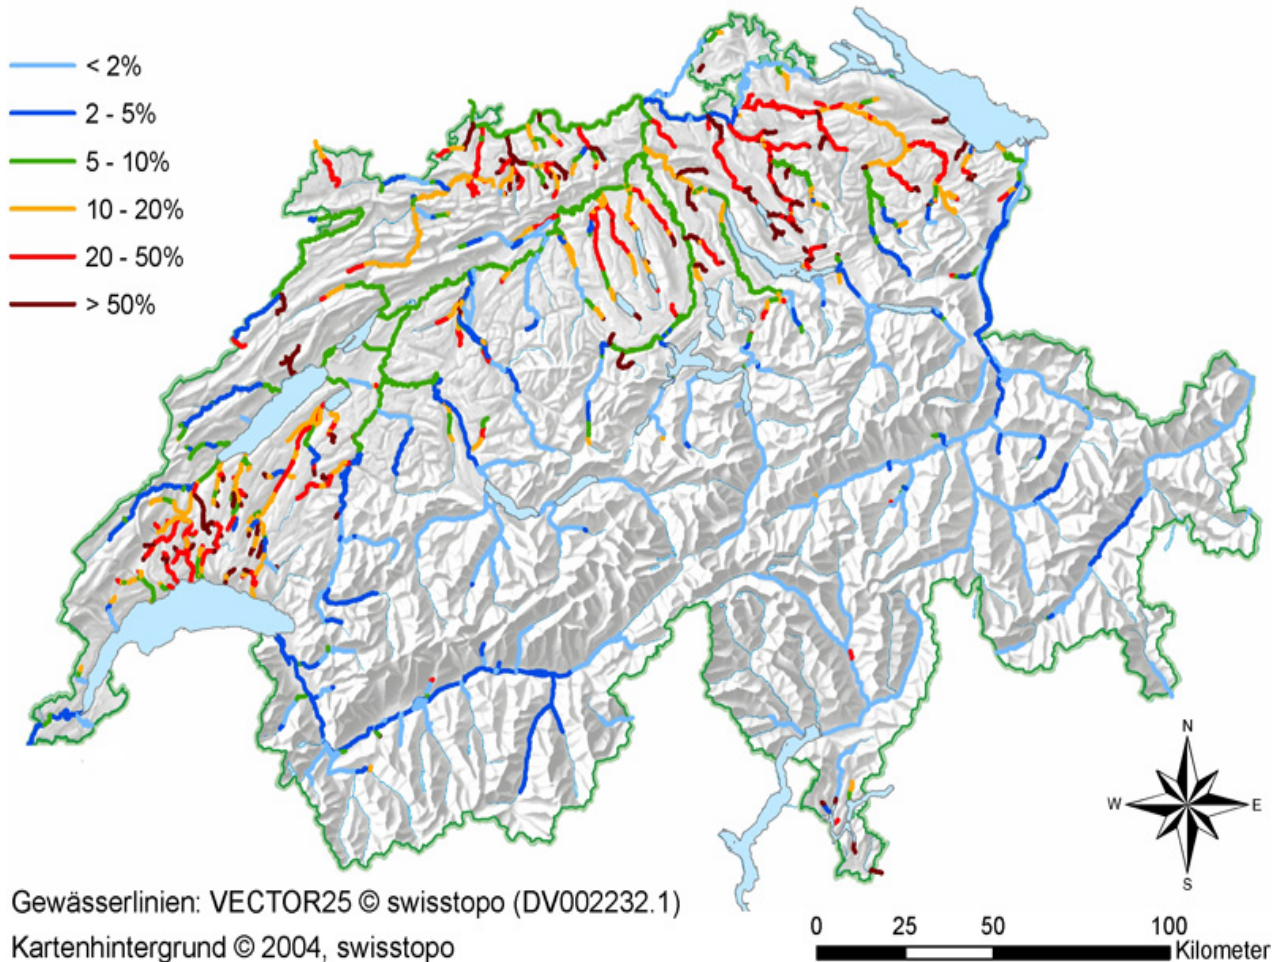 < 2%
2 - 5%
5 - 10%
10 - 20%
20 - 50%
> 50%
N
W E
S
Gewässerlinien: VECTOR25 © swisstopo (DV002232.1)
Kartenhintergrund © 2004, swisstopo
0 25 50 100
Kilometer